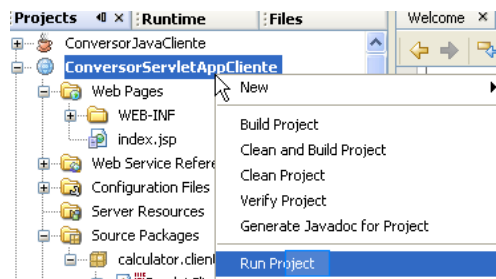 Projects Runtime Files Welcome
ConversorJavaCliente
ConversorServletAppCliente
Web Pages New
WEB-INF Build Project
index.jsp Clean and Build Project
Web Service Refere Clean Project
Configuration Files Verify Project
Server Resources Generate Javadoc for Project
Source Packages
calculator.client Run Project